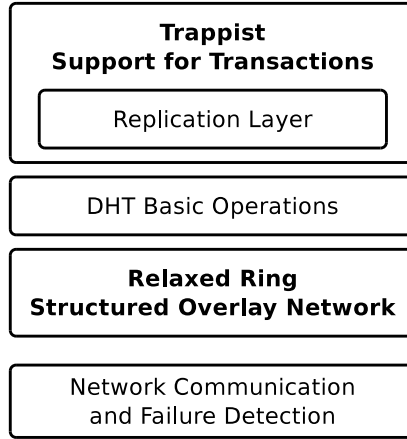 Trappist
Support for Transactions
Replication Layer
DHT Basic Operations
Relaxed Ring
Structured Overlay Network
Network Communication
and Failure Detection